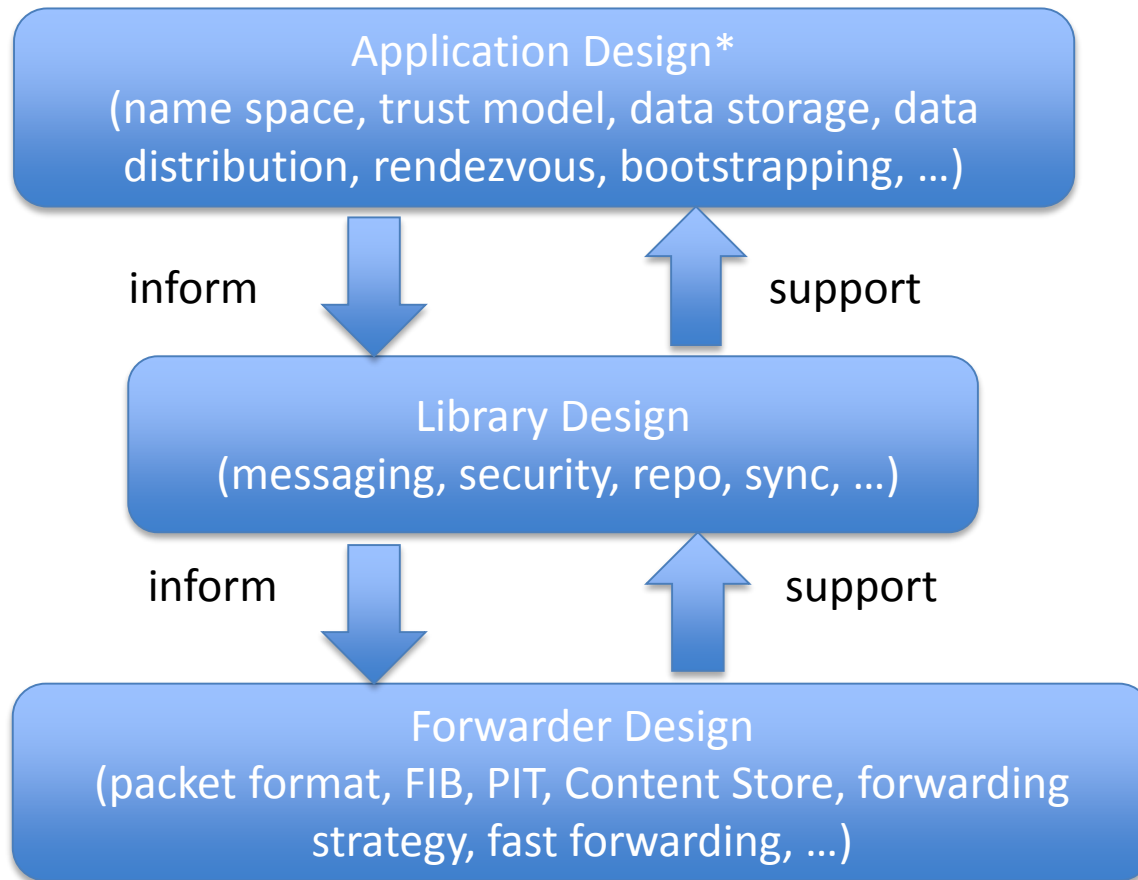 Application Design*
(name space, trust model, data storage, data
distribution, rendezvous, bootstrapping, …)
inform
support
Library Design
(messaging, security, repo, sync, …)
inform
support
Forwarder Design
(packet format, FIB, PIT, Content Store, forwarding
strategy, fast forwarding, …)